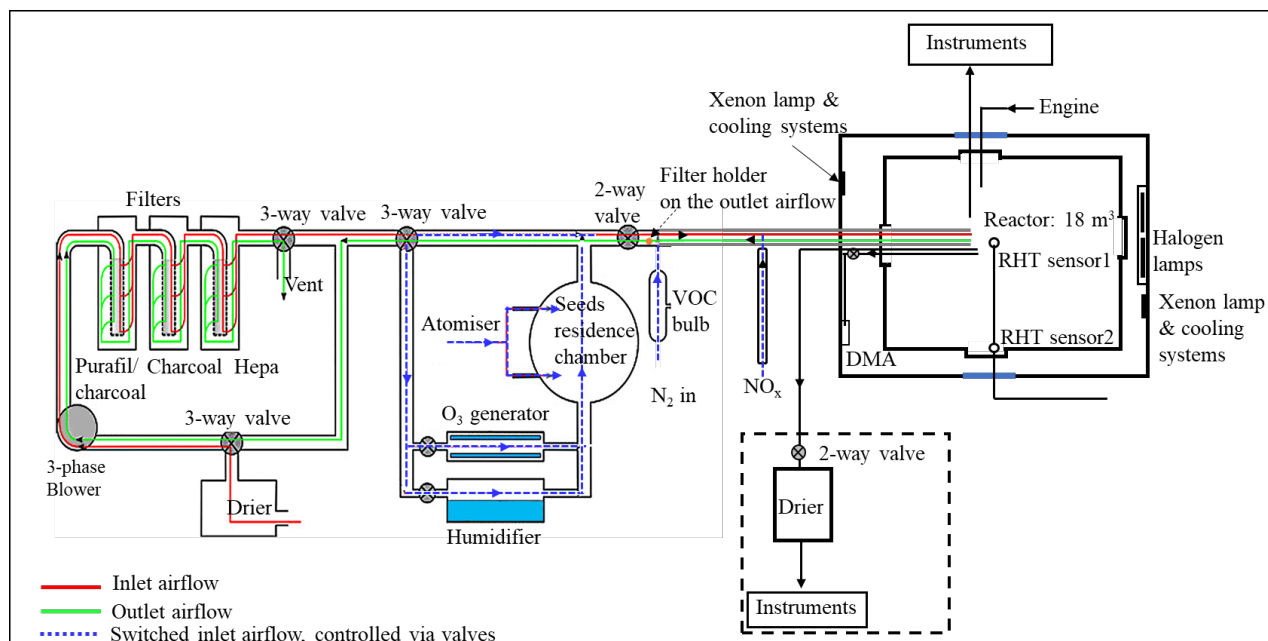 Instruments
Xenon lamp &
cooling systems
Engine
Filter holder
on the outlet airflow
Filters
3-way valve
3-way valve
2-way
valve
Reactor: 18 m³
Halogen
lamps
RHT sensor1
Vent
Seeds
residence
chamber
VOC
bulb
Atomiser
Xenon lamp
& cooling
systems
RHT sensor2
DMA
Purafil/
charcoal
Charcoal
Hepa
N₂ in
NOₓ
3-way valve
O₃ generator
3-phase
Blower
2-way valve
Drier
Drier
Humidifier
Inlet airflow
Outlet airflow
Switched inlet airflow, controlled via valves
Instruments